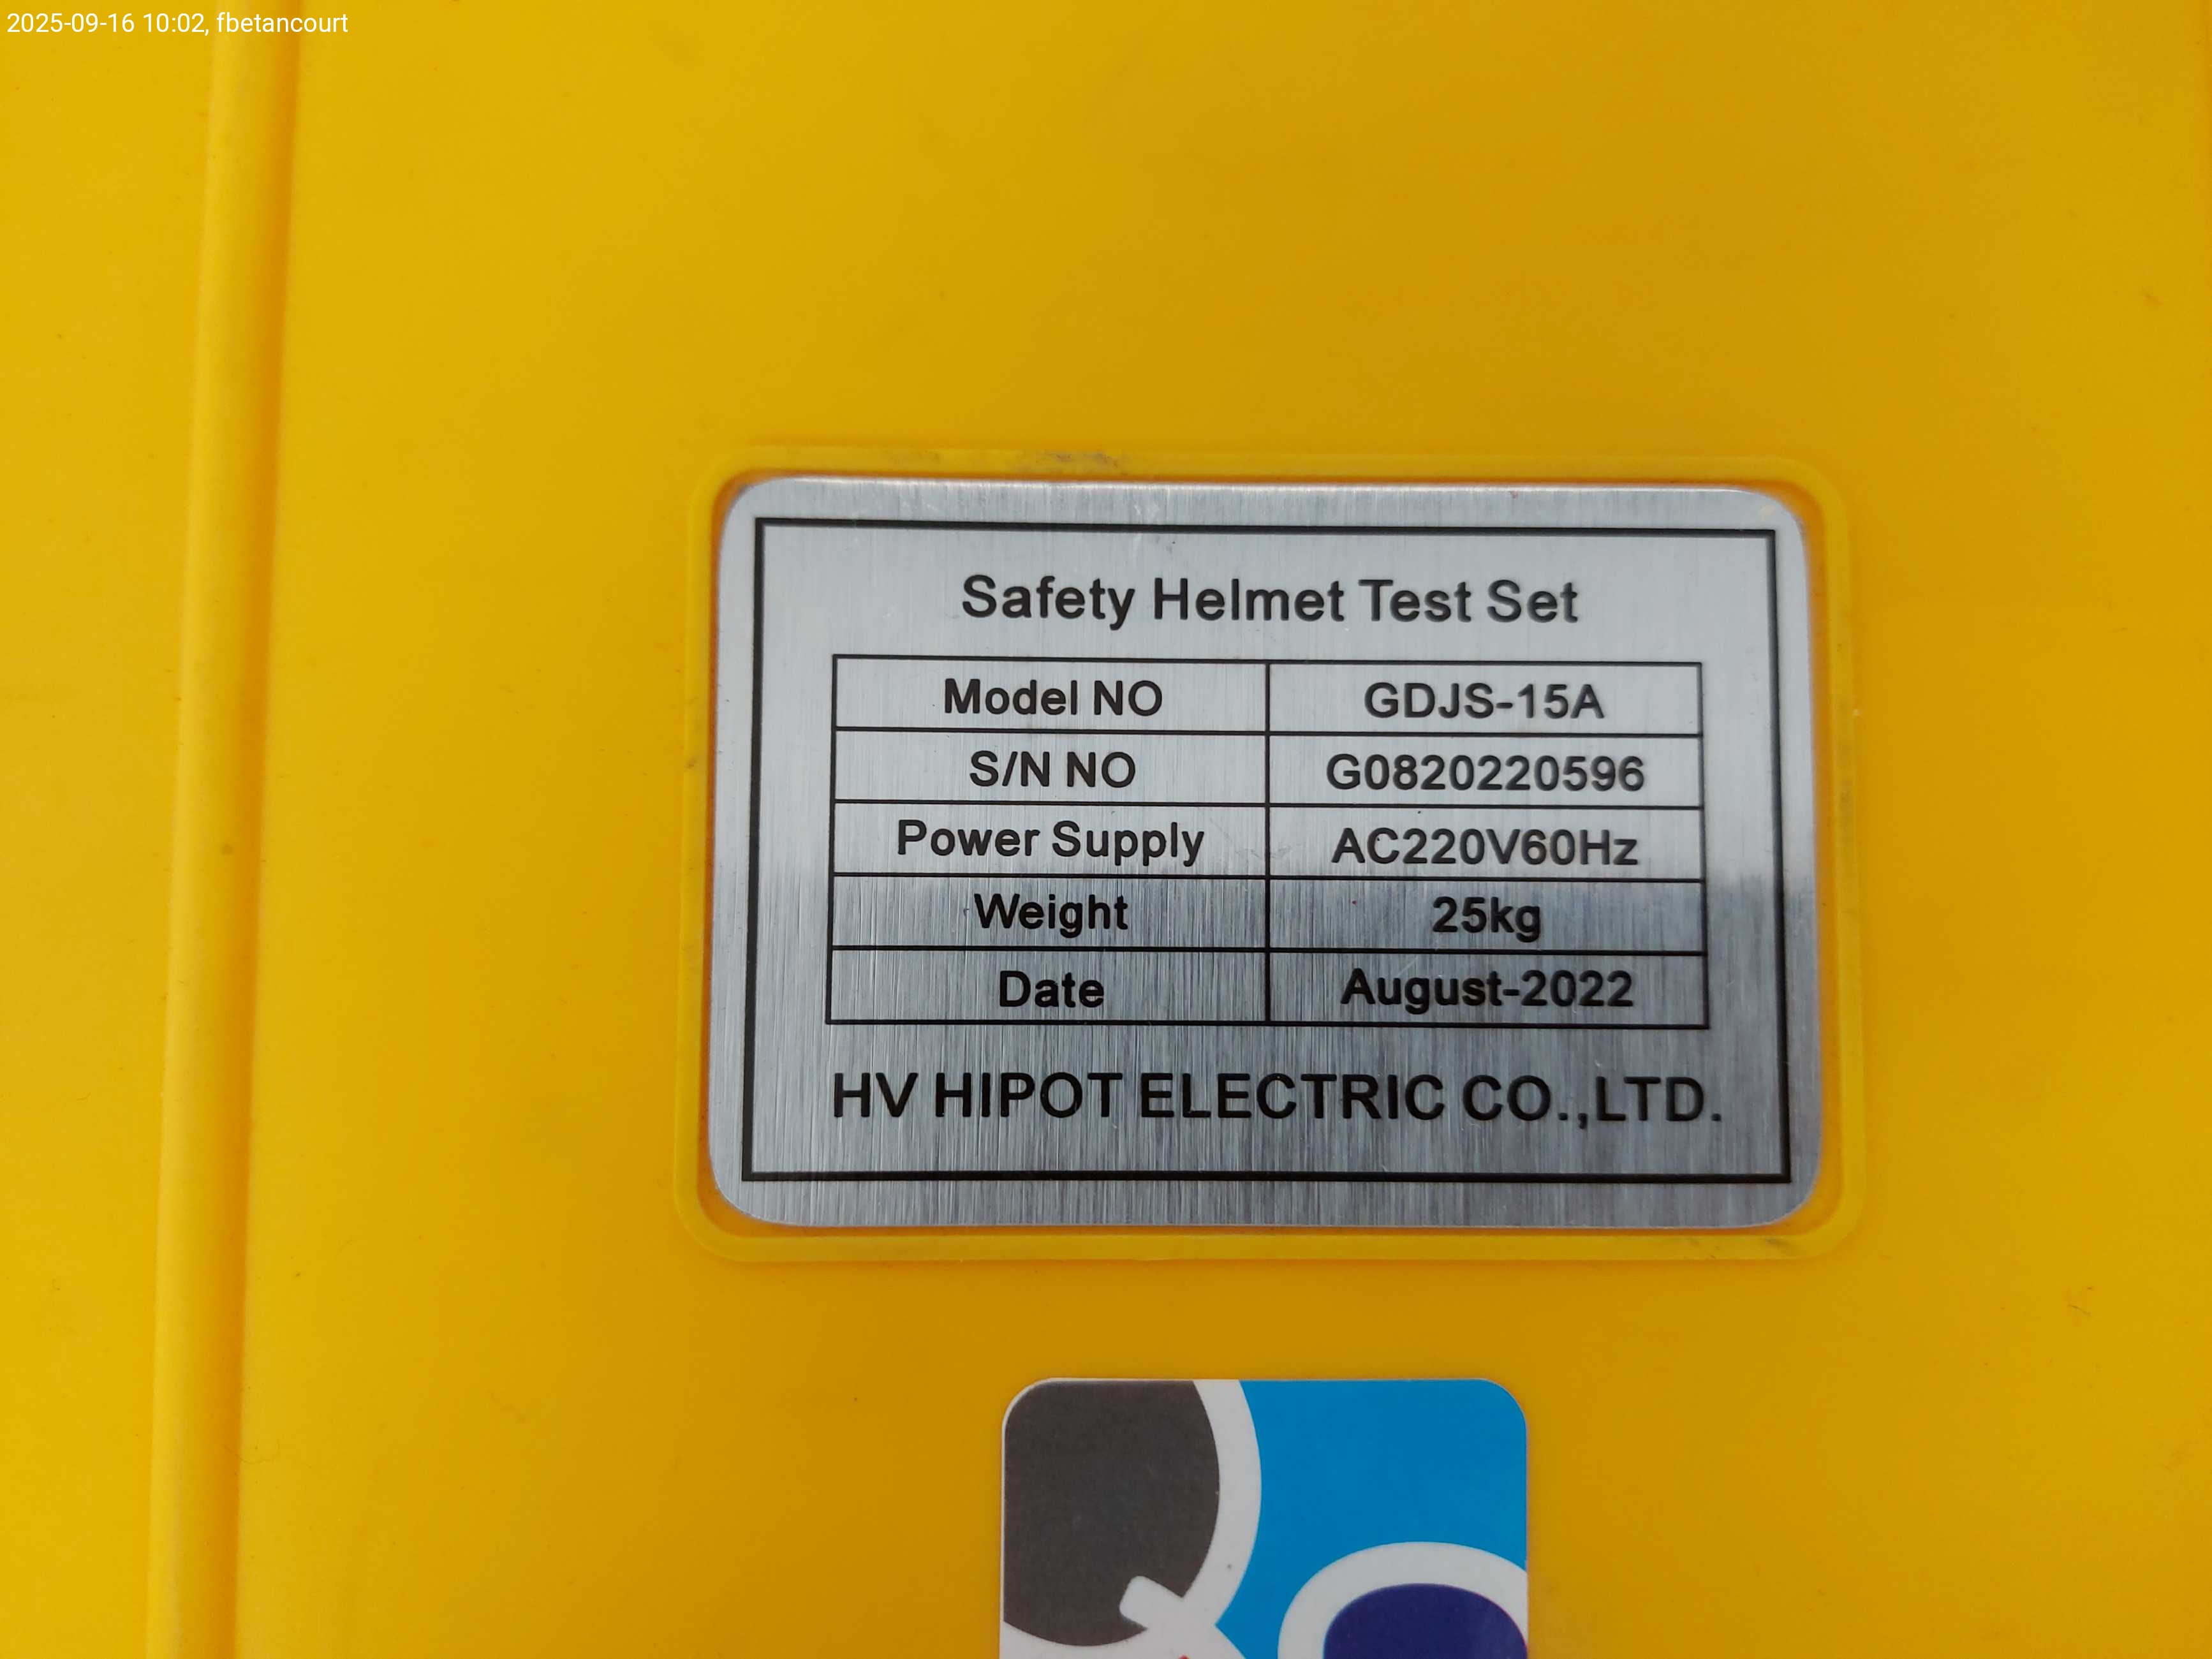 2025-09-16 10:02, fbetancourt
Safety Helmet Test Set
Model NO GDJS-15A
S/N NO G0820220596
Power Supply AC220V60Hz
Weight 25kg
Date August-2022
HV HIPOT ELECTRIC CO.,LTD.